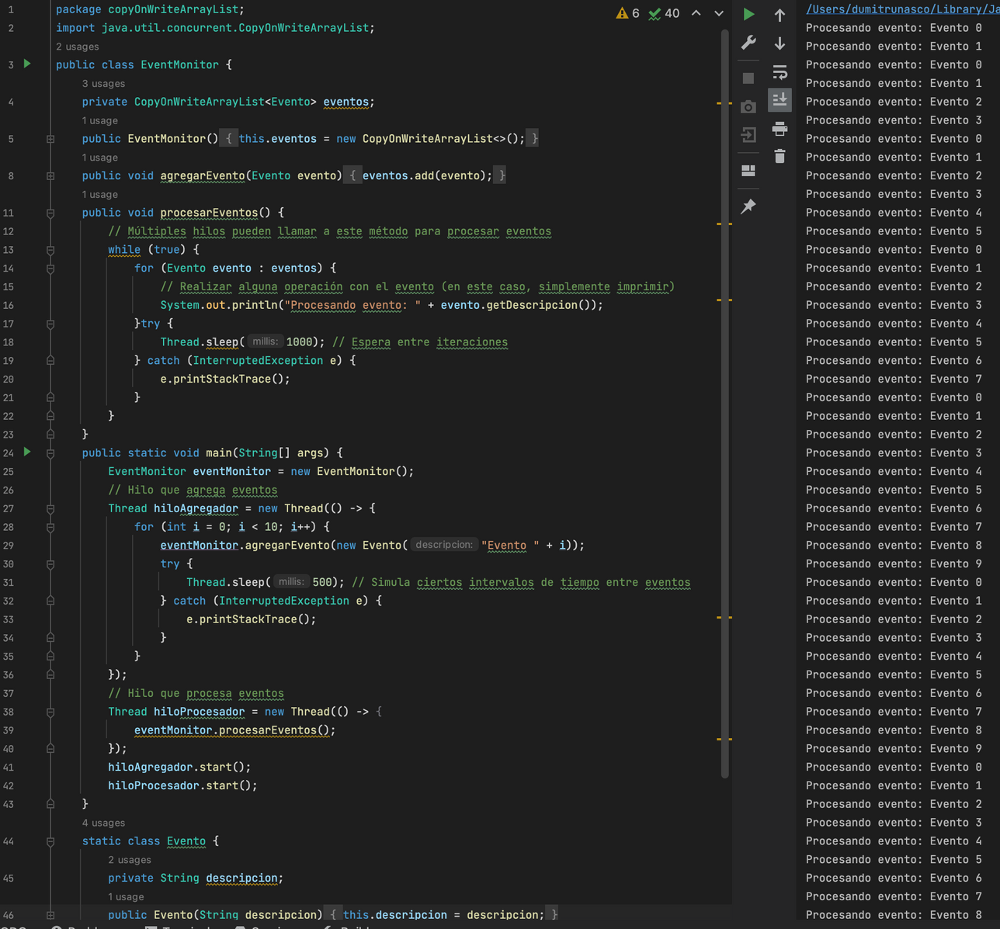 1 package copyOnWriteArrayList;
2 import java.util.concurrent.CopyOnWriteArrayList;
2 usages
3 public class EventMonitor {
3 usages
4 private CopyOnWriteArrayList<Evento> eventos;
1 usage
5 public EventMonitor() { this.eventos = new CopyOnWriteArrayList<>(); }
1 usage
8 public void agregarEvento(Evento evento) { eventos.add(evento); }
1 usage
11 public void procesarEventos() {
12 // Múltiples hilos pueden llamar a este método para procesar eventos
13 while (true) {
14 for (Evento evento : eventos) {
15 // Realizar alguna operación con el evento (en este caso, simplemente imprimir)
16 System.out.println("Procesando evento: " + evento.getDescripcion());
17 }try {
18 Thread.sleep( millis: 1000); // Espera entre iteraciones
19 } catch (InterruptedException e) {
20 e.printStackTrace();
21 }
22 }
23 }
24 public static void main(String[] args) {
25 EventMonitor eventMonitor = new EventMonitor();
26 // Hilo que agrega eventos
27 Thread hiloAgregador = new Thread(() -> {
28 for (int i = 0; i < 10; i++) {
29 eventMonitor.agregarEvento(new Evento( descripcion: "Evento " + i));
30 try {
31 Thread.sleep( millis: 500); // Simula ciertos intervalos de tiempo entre eventos
32 } catch (InterruptedException e) {
33 e.printStackTrace();
34 }
35 }
36 });
37 // Hilo que procesa eventos
38 Thread hiloProcesador = new Thread(() -> {
39 eventMonitor.procesarEventos();
40 });
41 hiloAgregador.start();
42 hiloProcesador.start();
43 }
4 usages
44 static class Evento {
2 usages
45 private String descripcion;
1 usage
46 public Evento(String descripcion) { this.descripcion = descripcion; }
6 40
/Users/dumitrunasco/Library/Ja
Procesando evento: Evento 0
Procesando evento: Evento 1
Procesando evento: Evento 0
Procesando evento: Evento 1
Procesando evento: Evento 2
Procesando evento: Evento 3
Procesando evento: Evento 0
Procesando evento: Evento 1
Procesando evento: Evento 2
Procesando evento: Evento 3
Procesando evento: Evento 4
Procesando evento: Evento 5
Procesando evento: Evento 0
Procesando evento: Evento 1
Procesando evento: Evento 2
Procesando evento: Evento 3
Procesando evento: Evento 4
Procesando evento: Evento 5
Procesando evento: Evento 6
Procesando evento: Evento 7
Procesando evento: Evento 0
Procesando evento: Evento 1
Procesando evento: Evento 2
Procesando evento: Evento 3
Procesando evento: Evento 4
Procesando evento: Evento 5
Procesando evento: Evento 6
Procesando evento: Evento 7
Procesando evento: Evento 8
Procesando evento: Evento 9
Procesando evento: Evento 0
Procesando evento: Evento 1
Procesando evento: Evento 2
Procesando evento: Evento 3
Procesando evento: Evento 4
Procesando evento: Evento 5
Procesando evento: Evento 6
Procesando evento: Evento 7
Procesando evento: Evento 8
Procesando evento: Evento 9
Procesando evento: Evento 0
Procesando evento: Evento 1
Procesando evento: Evento 2
Procesando evento: Evento 3
Procesando evento: Evento 4
Procesando evento: Evento 5
Procesando evento: Evento 6
Procesando evento: Evento 7
Procesando evento: Evento 8